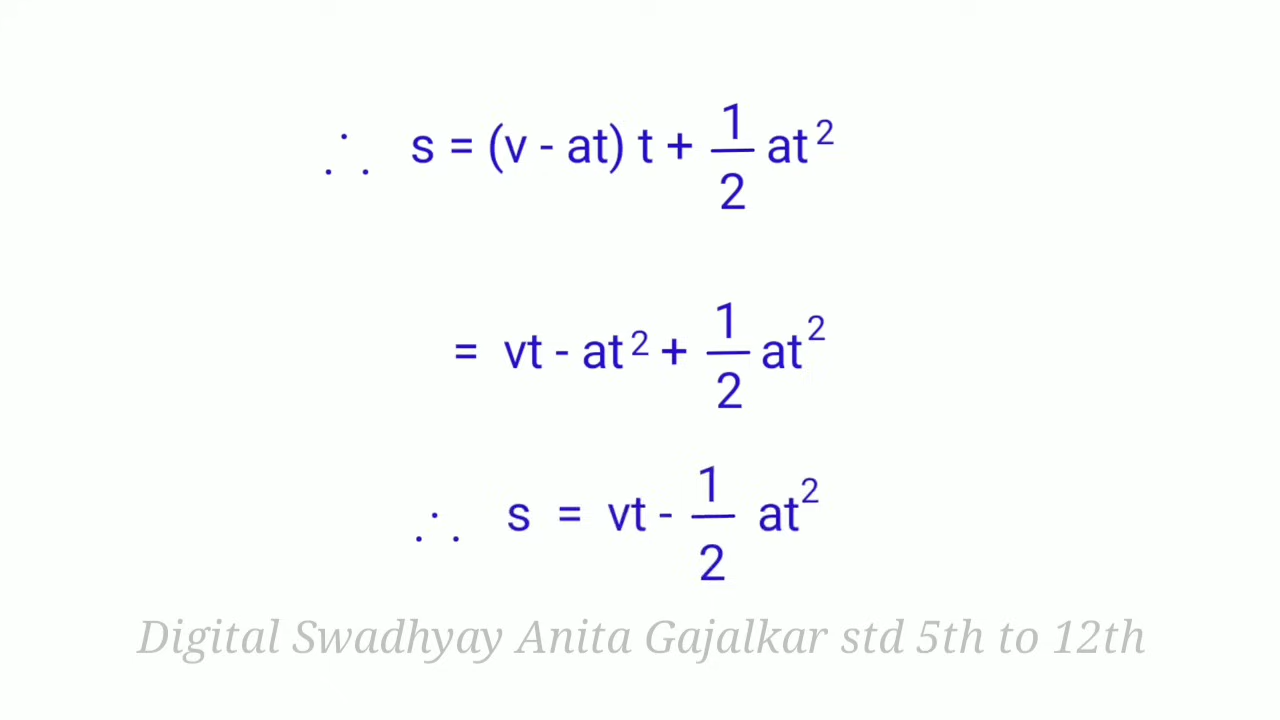 ∴ s = (v - at) t + 1/2 at²
= vt - at² + 1/2 at²
∴ s = vt - 1/2 at²
Digital Swadhyay Anita Gajalkar std 5th to 12th